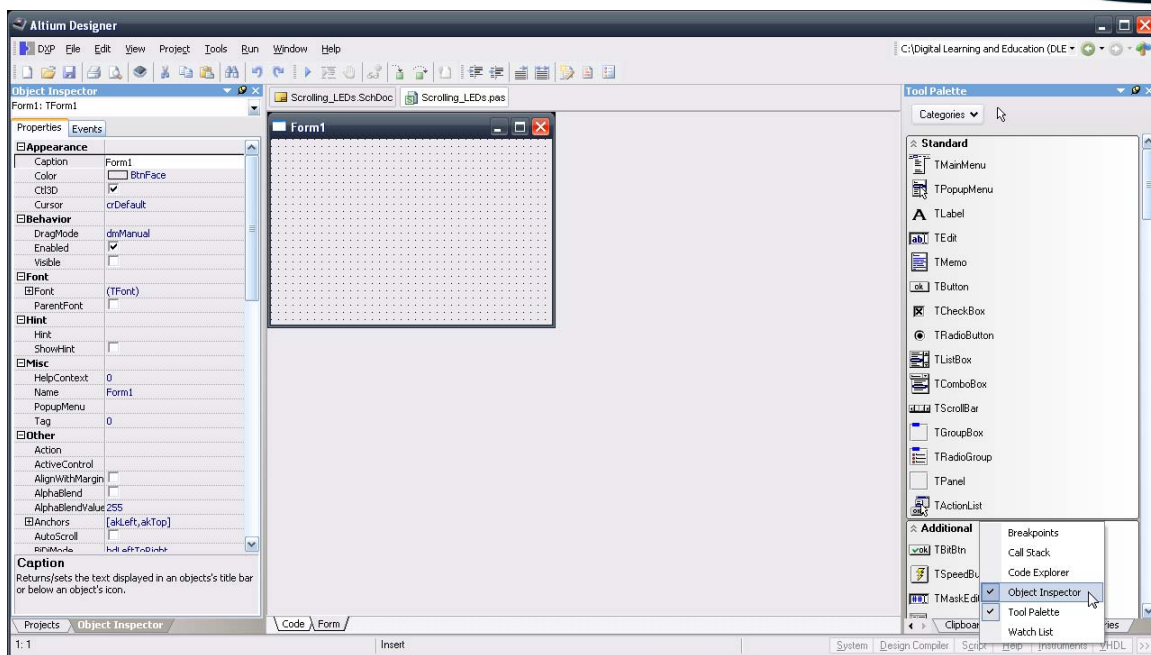 Altium Designer
DXP File Edit View Project Tools Run Window Help
C:\Digital Learning and Education (DLE
Object Inspector
Form1: TForm1
Properties Events
Appearance
Caption Form1
Color BtnFace
Ctl3D
Cursor crDefault
Behavior
DragMode dmManual
Enabled
Visible
Font
Font (TFont)
ParentFont
Hint
Hint
ShowHint
Misc
HelpContext 0
Name Form1
PopupMenu
Tag 0
Other
Action
ActiveControl
AlignWithMargin
AlphaBlend
AlphaBlendValue 255
Anchors [akLeft,akTop]
AutoScroll
BiDiMode bdLeftToRight
Caption
Returns/sets the text displayed in an objects's title bar
or below an object's icon.
Projects Object Inspector
1: 1
Scrolling_LEDs.SchDoc Scrolling_LEDs.pas
Form1
Code Form
Insert
Tool Palette
Categories
Standard
TMainMenu
TPopupMenu
TLabel
TEdit
TMemo
TButton
TCheckBox
TRadioButton
TListBox
TComboBox
TScrollBar
TGroupBox
TRadioGroup
TPanel
TActionList
Additional
TBitBtn
TSpeedBu
TMaskEdi
Clipboar ries
Breakpoints
Call Stack
Code Explorer
Object Inspector
Tool Palette
Watch List
System Design Compiler Script Help Instruments VHDL >>